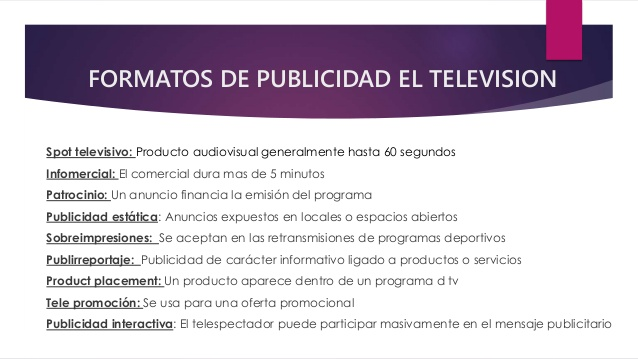 FORMATOS DE PUBLICIDAD EL TELEVISION
Spot televisivo: Producto audiovisual generalmente hasta 60 segundos
Infomercial: El comercial dura mas de 5 minutos
Patrocinio: Un anuncio financia la emisión del programa
Publicidad estática: Anuncios expuestos en locales o espacios abiertos
Sobreimpresiones: Se aceptan en las retransmisiones de programas deportivos
Publirreportaje: Publicidad de carácter informativo ligado a productos o servicios
Product placement: Un producto aparece dentro de un programa d tv
Tele promoción: Se usa para una oferta promocional
Publicidad interactiva: El telespectador puede participar masivamente en el mensaje publicitario